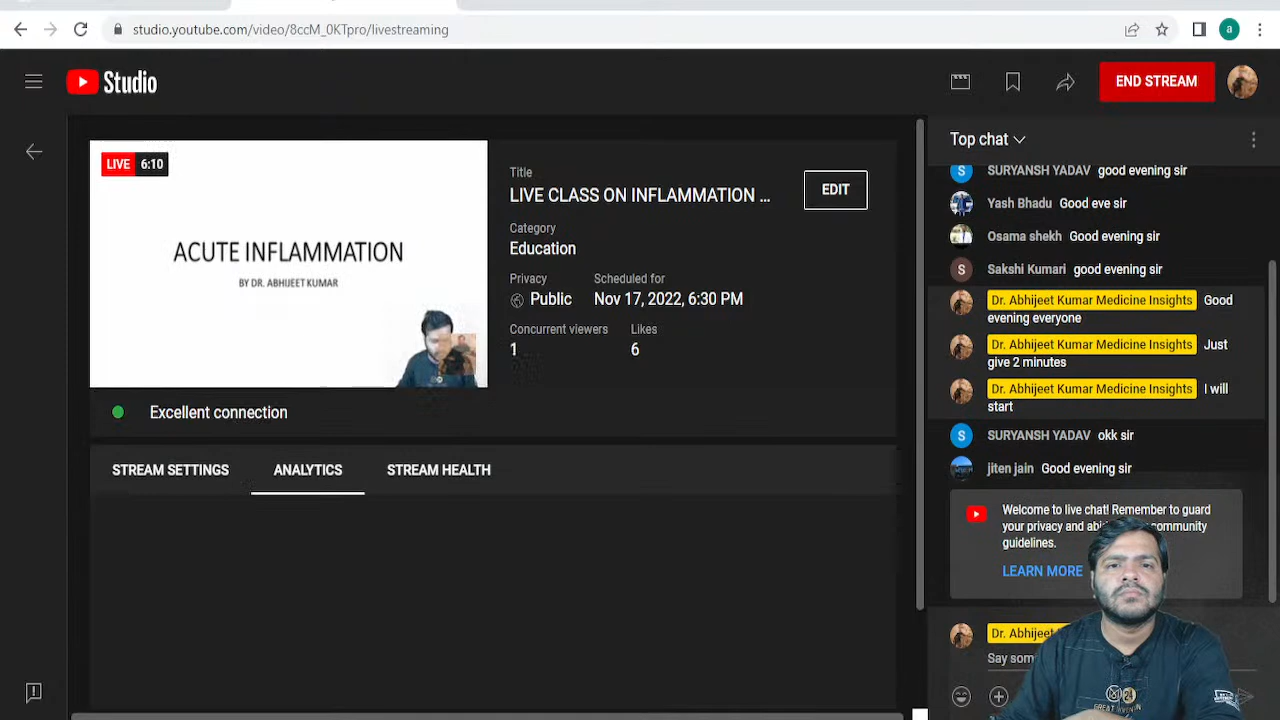 studio.youtube.com/video/8ccM_0KTpro/livestreaming
a
Studio
END STREAM
LIVE 6:10
ACUTE INFLAMMATION
BY DR. ABHIJEET KUMAR
Title
LIVE CLASS ON INFLAMMATION ...
EDIT
Category
Education
Privacy
Public
Scheduled for
Nov 17, 2022, 6:30 PM
Concurrent viewers
1
Likes
6
Excellent connection
STREAM SETTINGS
ANALYTICS
STREAM HEALTH
Top chat
S SURYANSH YADAV good evening sir
Yash Bhadu Good eve sir
Osama shekh Good evening sir
S Sakshi Kumari good evening sir
Dr. Abhijeet Kumar Medicine Insights Good
evening everyone
Dr. Abhijeet Kumar Medicine Insights Just
give 2 minutes
Dr. Abhijeet Kumar Medicine Insights I will
start
S SURYANSH YADAV okk sir
jiten jain Good evening sir
Welcome to live chat! Remember to guard
your privacy and community
guidelines.
LEARN MORE
Dr. Abhijeet
Say